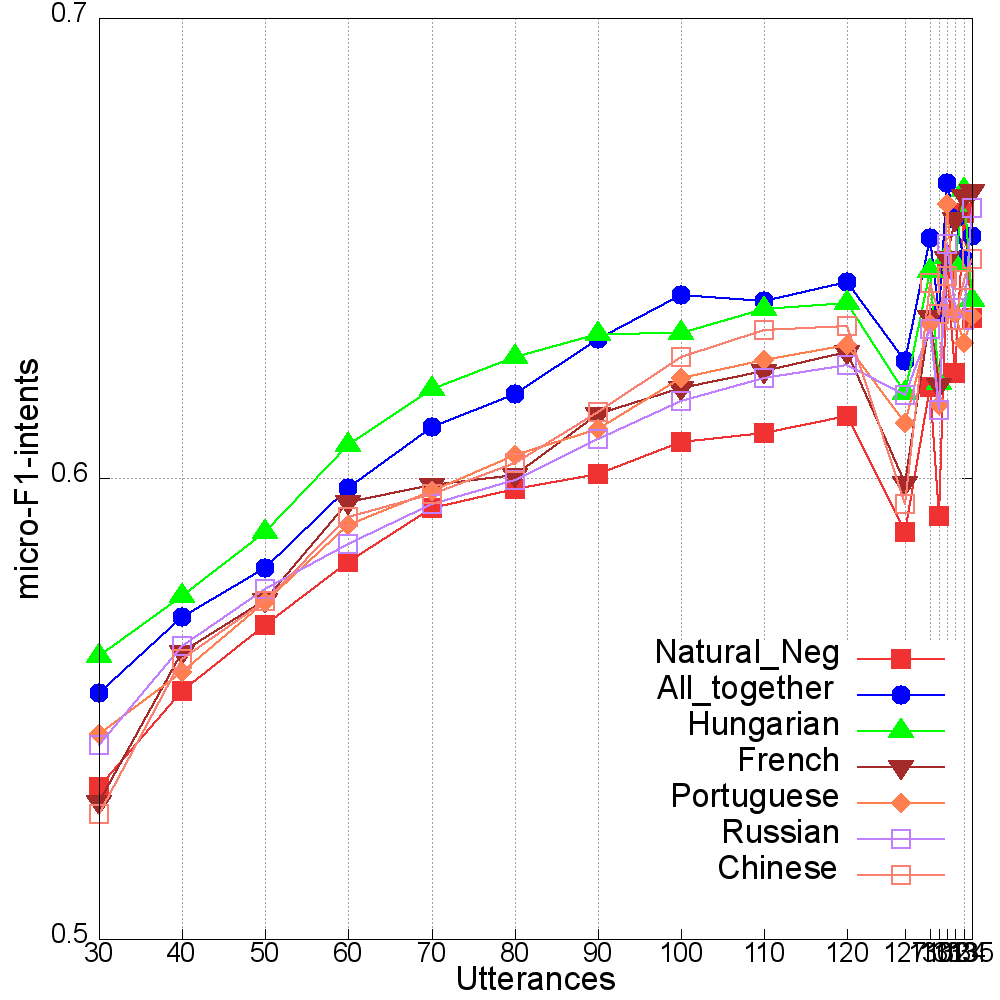 0.7
0.6
0.5
micro-F1-intents
Natural_Neg
All_together
Hungarian
French
Portuguese
Russian
Chinese
30 40 50 60 70 80 90 100 110 120 127
Utterances